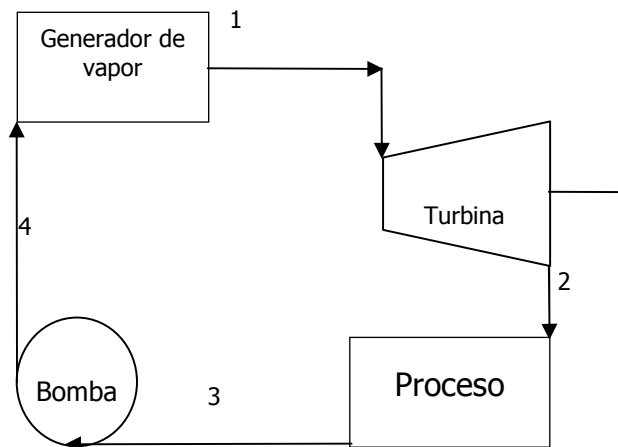 1
Generador de
vapor
Turbina
4
2
Proceso
Bomba
3